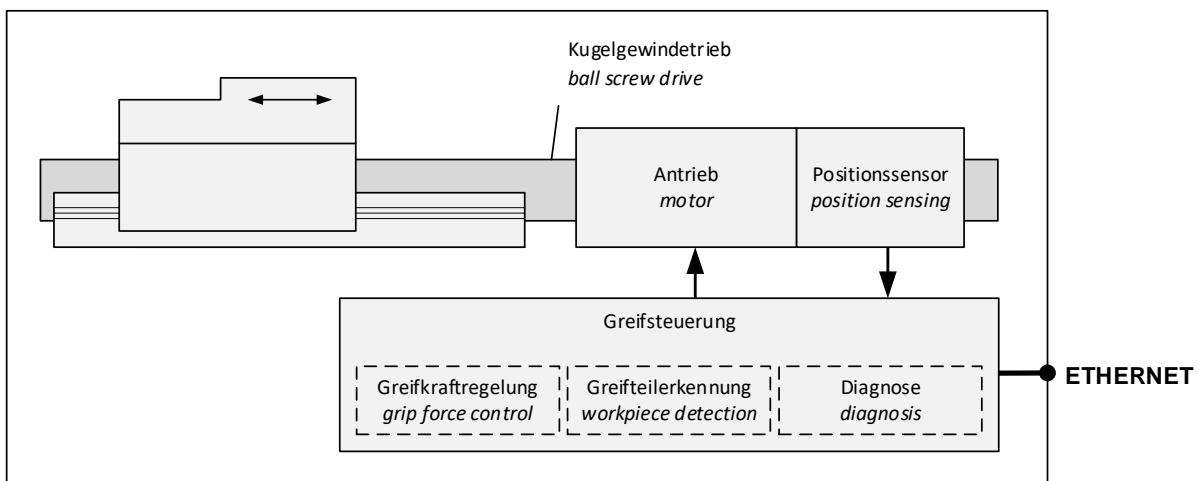 Kugelgewindetrieb
ball screw drive
Antrieb
motor
Positionssensor
position sensing
Greifsteuerung
Greifkraftregelung
grip force control
Greifteilerkennung
workpiece detection
Diagnose
diagnosis
ETHERNET